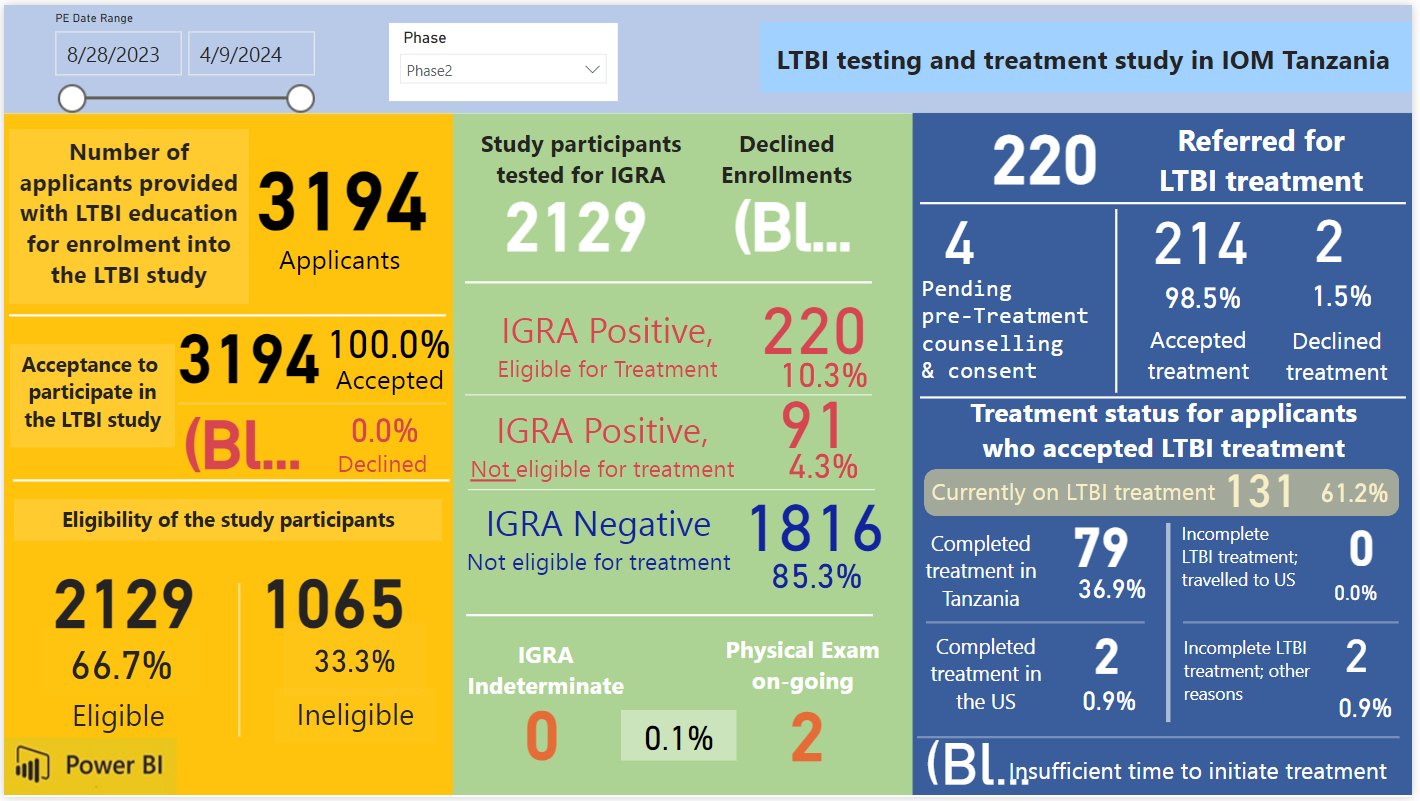 PE Date Range
8/28/2023
4/9/2024
Phase
Phase2
LTBI testing and treatment study in IOM Tanzania
Number of
applicants provided
with LTBI education
for enrolment into
the LTBI study
3194
Applicants
Acceptance to
participate in
the LTBI study
3194
100.0%
Accepted
(Bl...
0.0%
Declined
Eligibility of the study participants
2129
66.7%
Eligible
1065
33.3%
Ineligible
Power BI
Study participants
tested for IGRA
2129
Declined
Enrollments
(Bl...
IGRA Positive,
Eligible for Treatment
220
10.3%
IGRA Positive,
Not eligible for treatment
91
4.3%
IGRA Negative
Not eligible for treatment
1816
85.3%
IGRA
Indeterminate
0
0.1%
Physical Exam
on-going
2
220
Referred for
LTBI treatment
4
Pending
pre-Treatment
counselling
& consent
214
98.5%
Accepted
treatment
2
1.5%
Declined
treatment
Treatment status for applicants
who accepted LTBI treatment
Currently on LTBI treatment 131 61.2%
Completed
treatment in
Tanzania
79
36.9%
Incomplete
LTBI treatment;
travelled to US
0
0.0%
Completed
treatment in
the US
2
0.9%
Incomplete LTBI
treatment; other
reasons
2
0.9%
(Bl...
Insufficient time to initiate treatment